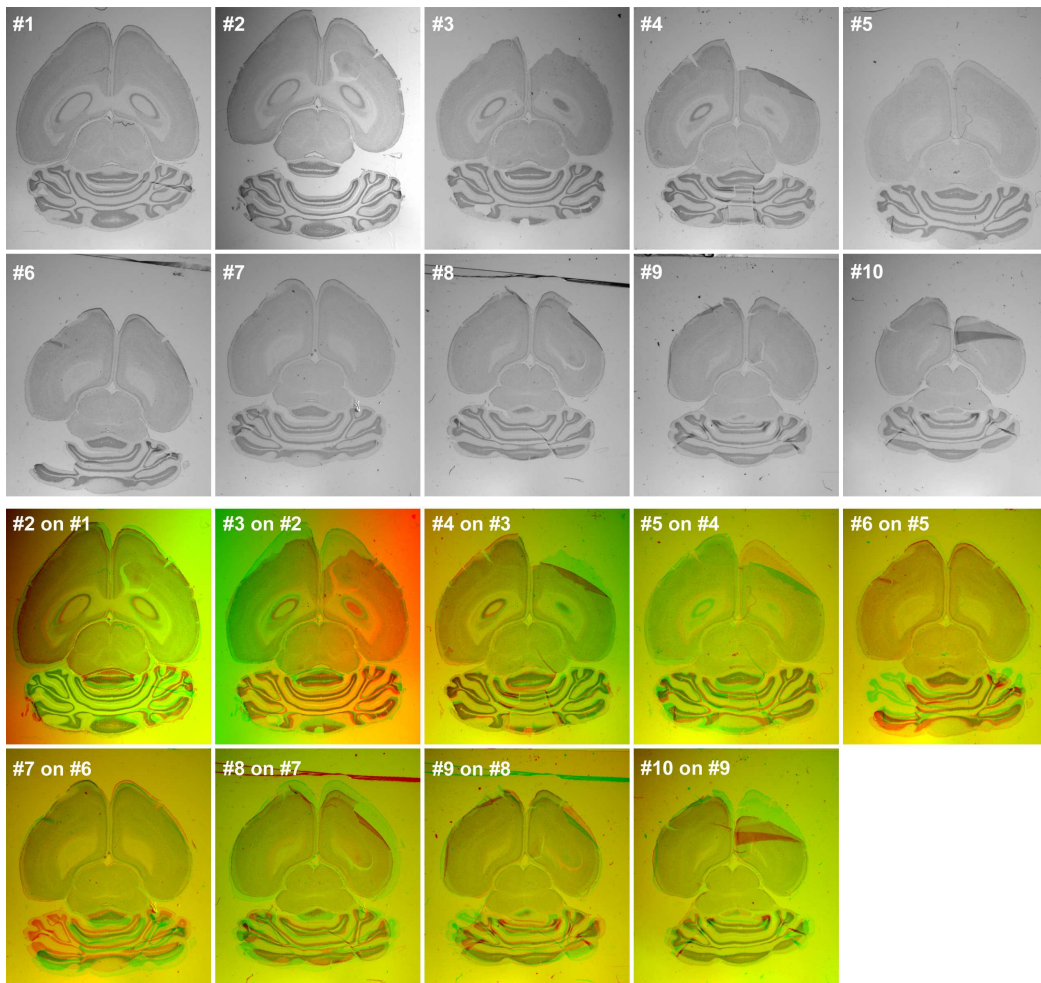 #1
#2
#3
#4
#5
#6
#7
#8
#9
#10
#2 on #1
#3 on #2
#4 on #3
#5 on #4
#6 on #5
#7 on #6
#8 on #7
#9 on #8
#10 on #9